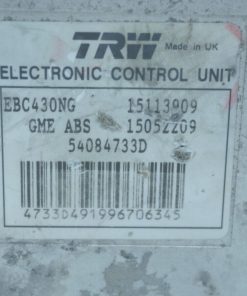 TRW Made in UK
ELECTRONIC CONTROL UNIT
EBC430NG 15113909
GME ABS 15052209
54084733D
4733D491996706345